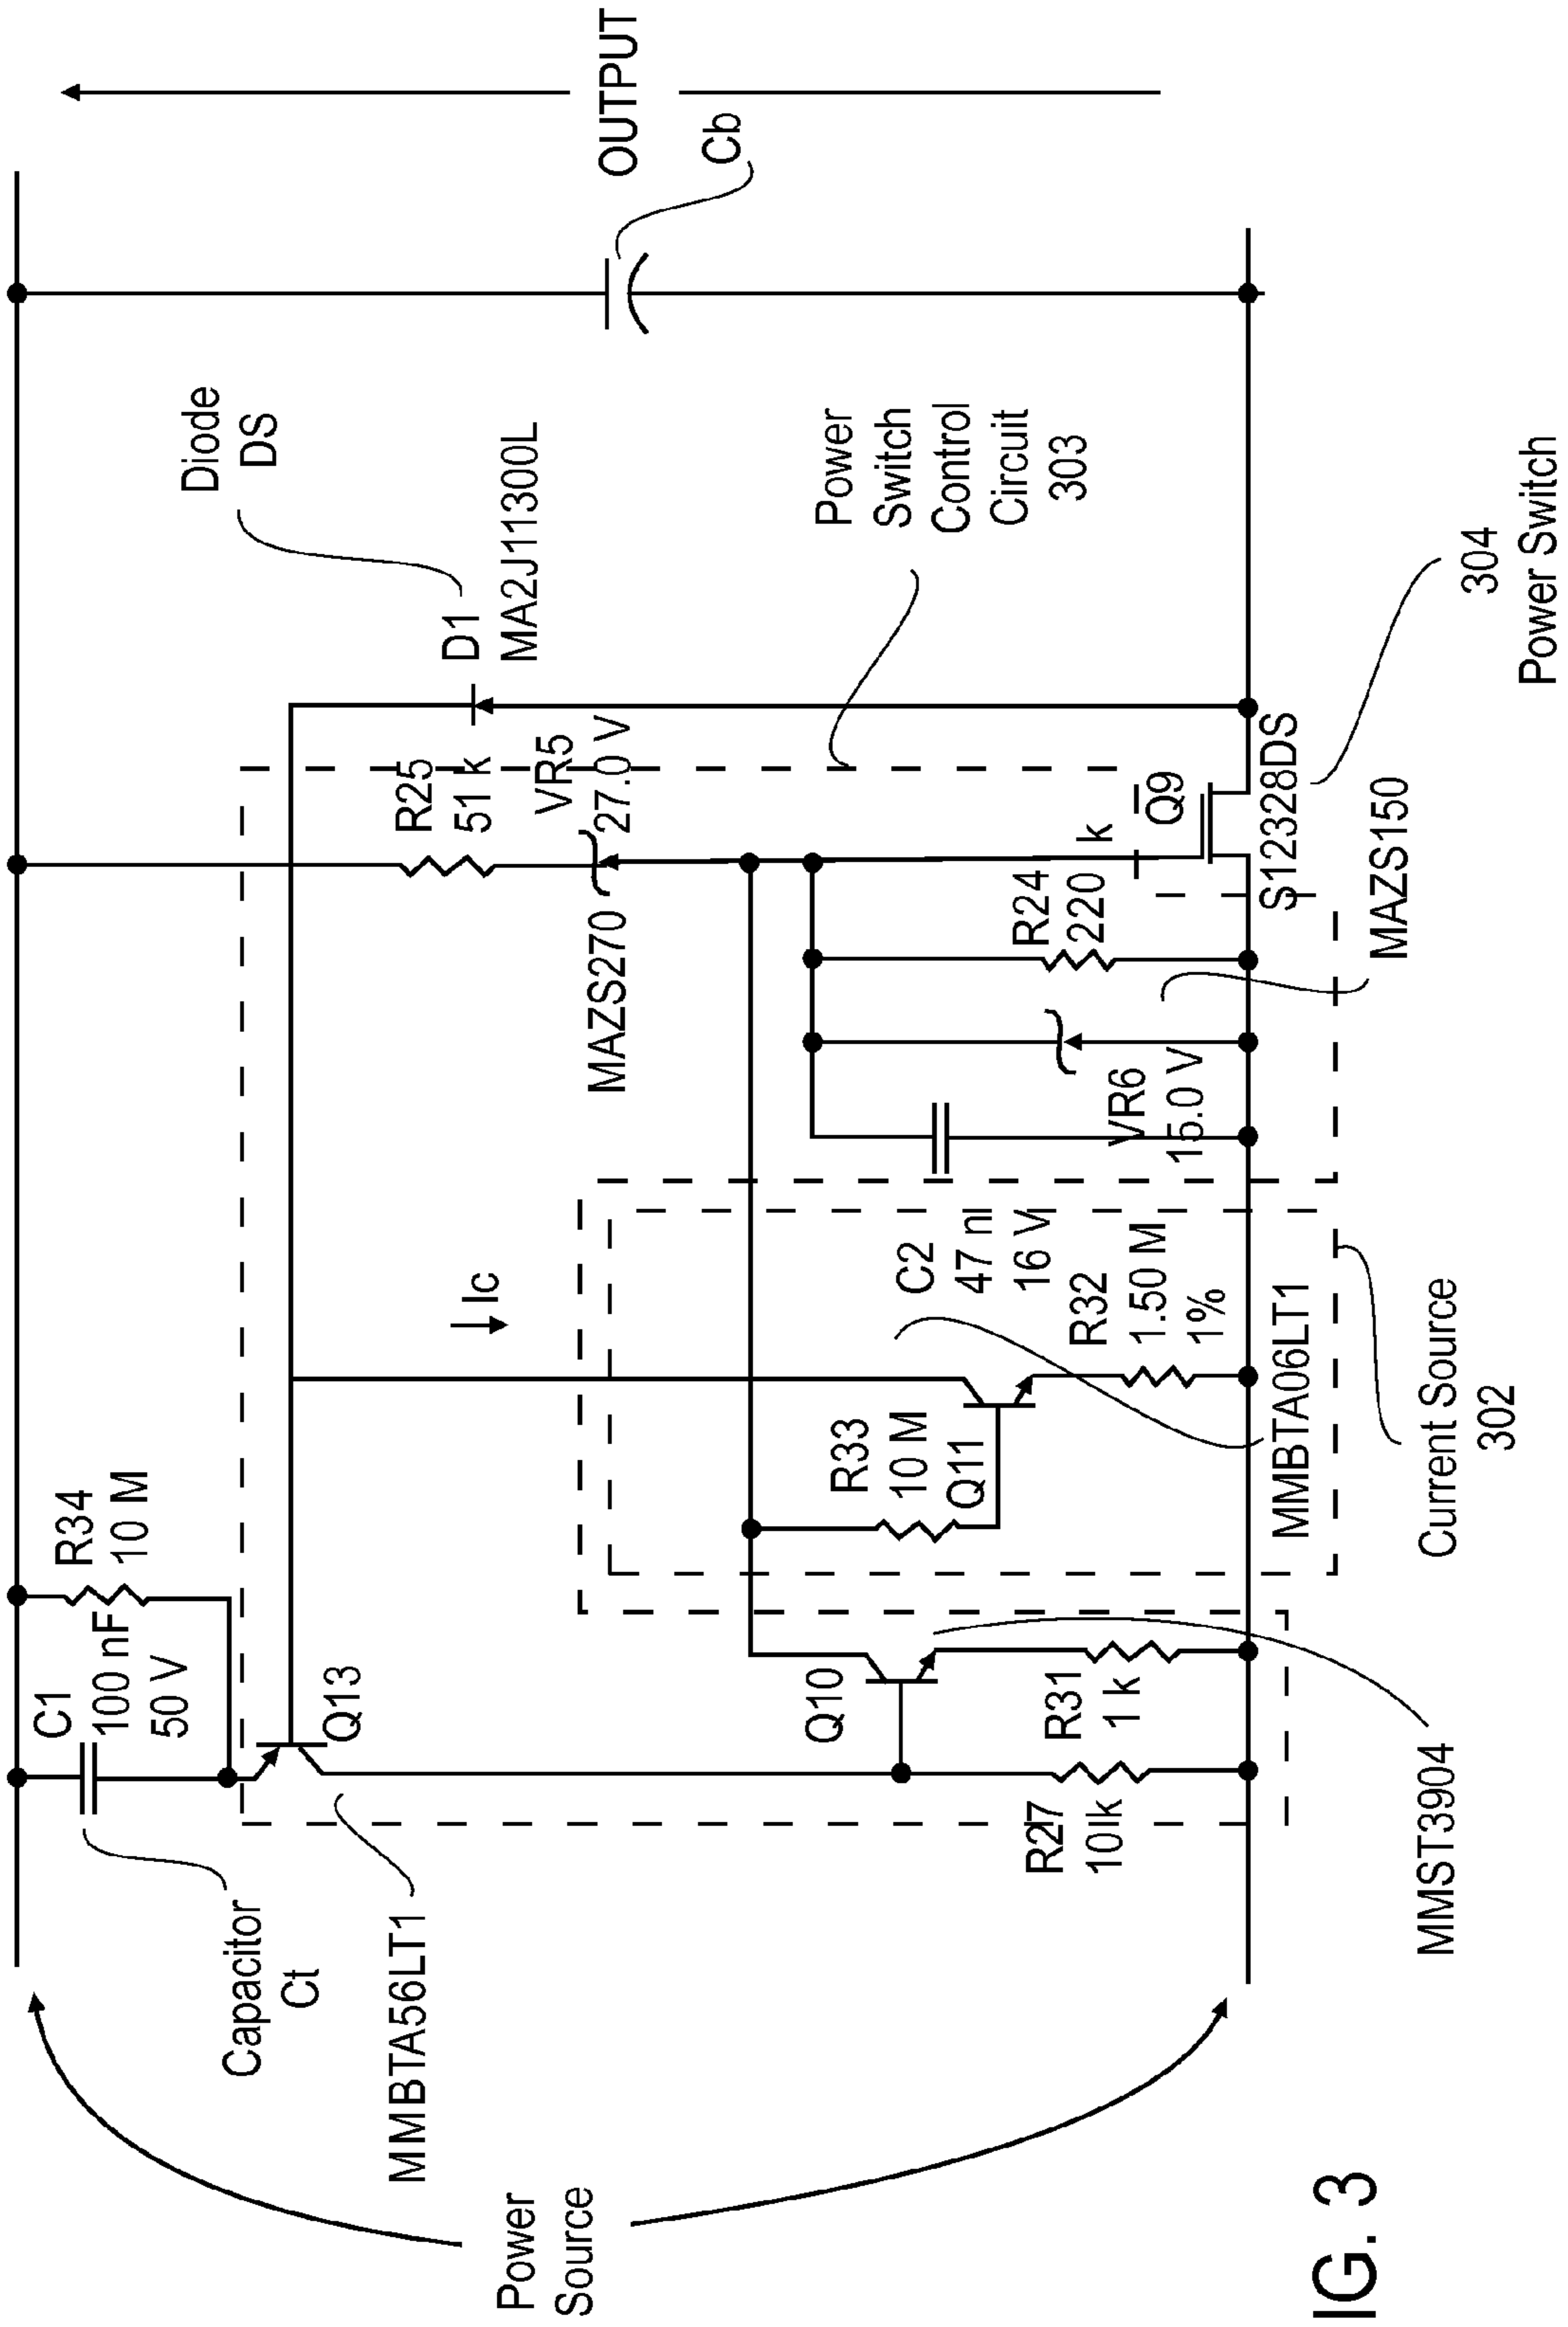 Power
Source
Capacitor
Ct
C1
100 nF
50 V
R34
10 M
MMBTA56LT1
Q13
Ic
Diode
DS
D1
MA2J11300L
R25
51 k
VR5
27.0 V
MAZS270
OUTPUT
Cb
Power
Switch
Control
Circuit
303
Q10
R33
10 M
Q11
C2
47 n
16 V
R24
220 k
Q9
R27
10 k
R31
1 k
R32
1.50 M
1%
VR6
15.0 V
S12328DS
304
Power Switch
MAZS150
MMBTA06LT1
MMST3904
Current Source
302
IG. 3